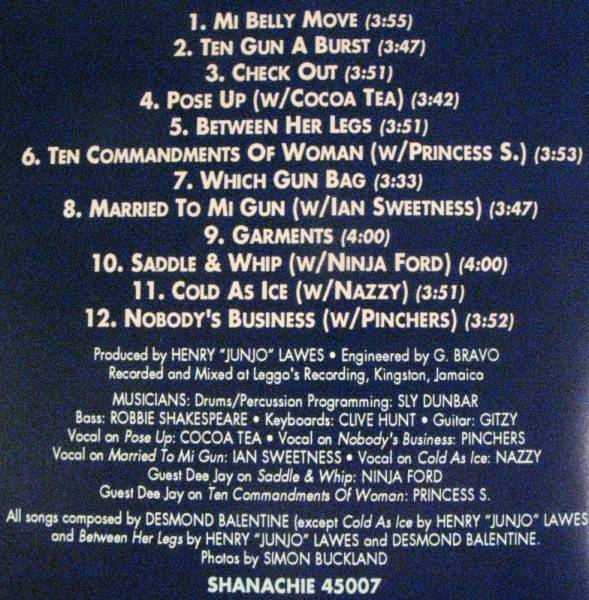 1. MI BELLY MOVE (3:55)
2. TEN GUN A BURST (3:47)
3. CHECK OUT (3:51)
4. POSE UP (W/COCOA TEA) (3:42)
5. BETWEEN HER LEGS (3:51)
6. TEN COMMANDMENTS OF WOMAN (W/PRINCESS S.) (3:53)
7. WHICH GUN BAG (3:33)
8. MARRIED TO MI GUN (W/IAN SWEETNESS) (3:47)
9. GARMENTS (4:00)
10. SADDLE & WHIP (W/NINJA FORD) (4:00)
11. COLD AS ICE (W/NAZZY) (3:51)
12. NOBODY'S BUSINESS (W/PINCHERS) (3:52)
Produced by HENRY "JUNJO" LAWES • Engineered by G. BRAVO
Recorded and Mixed at Leggo's Recording, Kingston, Jamaica
MUSICIANS: Drums/Percussion Programming: SLY DUNBAR
Bass: ROBBIE SHAKESPEARE • Keyboards: CLIVE HUNT • Guitar: GITZY
Vocal on Pose Up: COCOA TEA • Vocal on Nobody's Business: PINCHERS
Vocal on Married To Mi Gun: IAN SWEETNESS • Vocal on Cold As Ice: NAZZY
Guest Dee Jay on Saddle & Whip: NINJA FORD
Guest Dee Jay on Ten Commandments Of Woman: PRINCESS S.
All songs composed by DESMOND BALENTINE (except Cold As Ice by HENRY "JUNJO" LAWES
and Between Her Legs by HENRY "JUNJO" LAWES and DESMOND BALENTINE.
Photos by SIMON BUCKLAND
SHANACHIE 45007